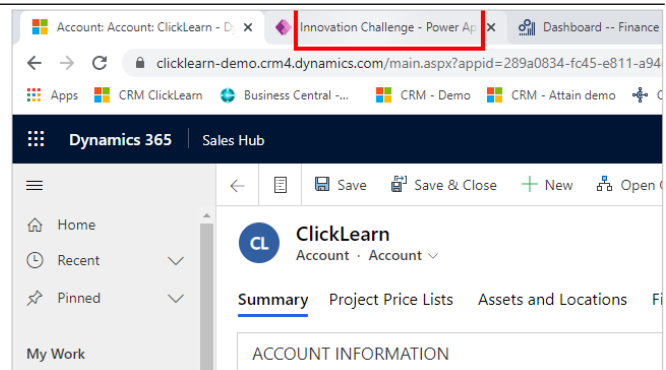 Account: Account: ClickLearn - D
Innovation Challenge - Power Ap
Dashboard -- Finance
clicklearn-demo.crm4.dynamics.com/main.aspx?appid=289a0834-fc45-e811-a94
Apps CRM ClickLearn Business Central -... CRM - Demo CRM - Attain demo
Dynamics 365 Sales Hub
Save Save & Close New Open
Home
Recent
Pinned
My Work
CL
ClickLearn
Account · Account
Summary Project Price Lists Assets and Locations Fi
ACCOUNT INFORMATION